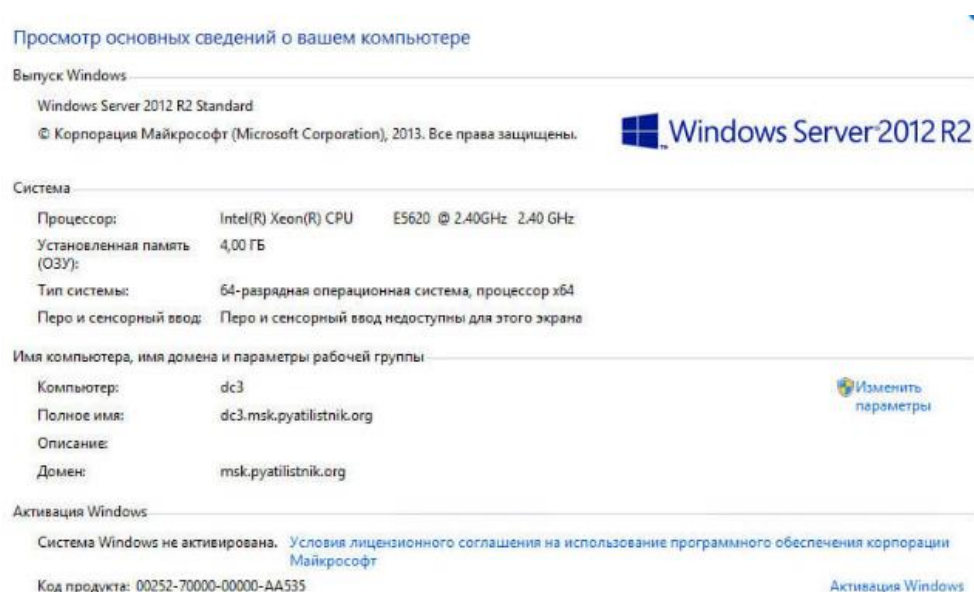 Просмотр основных сведений о вашем компьютере
Выпуск Windows
Windows Server 2012 R2 Standard
© Корпорация Майкрософт (Microsoft Corporation), 2013. Все права защищены.
Windows Server 2012 R2
Система
Процессор: Intel(R) Xeon(R) CPU E5620 @ 2.40GHz 2.40 GHz
Установленная память 4,00 ГБ
(ОЗУ):
Тип системы: 64-разрядная операционная система, процессор x64
Перо и сенсорный ввод: Перо и сенсорный ввод недоступны для этого экрана
Имя компьютера, имя домена и параметры рабочей группы
Компьютер: dc3
Изменить
параметры
Полное имя: dc3.msk.pyatilistnik.org
Описание:
Домен: msk.pyatilistnik.org
Активация Windows
Система Windows не активирована. Условия лицензионного соглашения на использование программного обеспечения корпорации
Майкрософт
Код продукта: 00252-70000-00000-AA535 Активация Windows